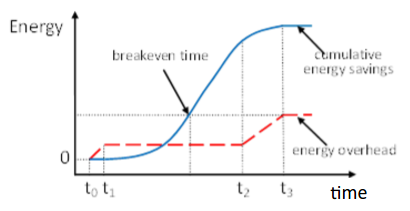 Energy
breakeven time
cumulative
energy savings
energy overhead
0
t0 t1 t2 t3 time